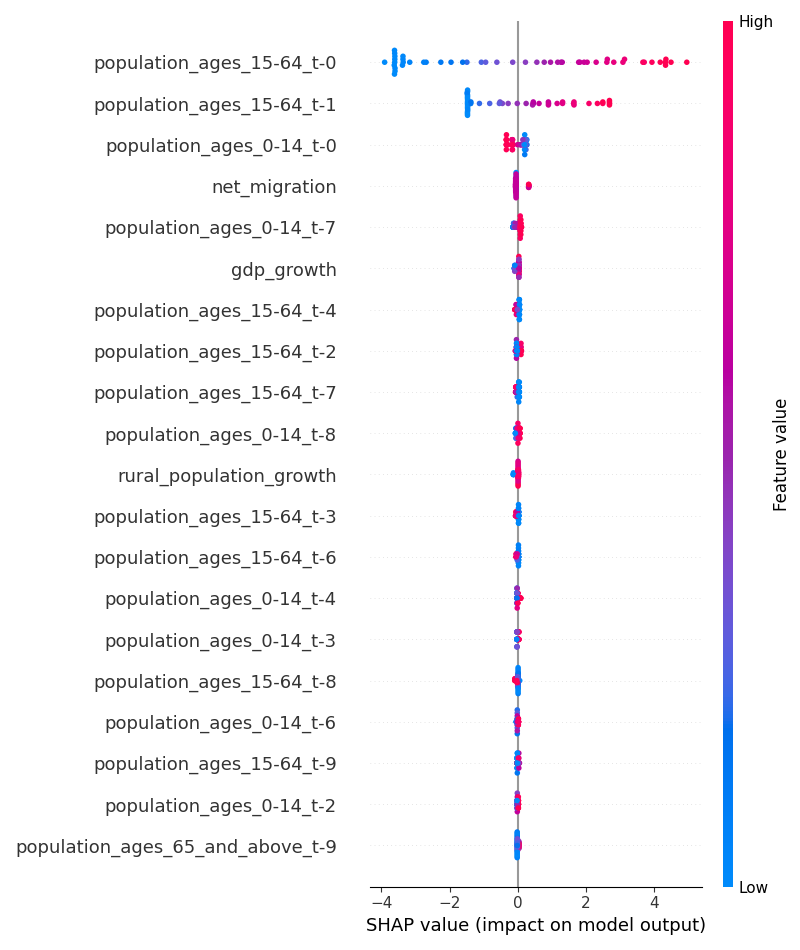 High
population_ages_15-64_t-0
population_ages_15-64_t-1
population_ages_0-14_t-0
net_migration
population_ages_0-14_t-7
gdp_growth
population_ages_15-64_t-4
population_ages_15-64_t-2
population_ages_15-64_t-7
population_ages_0-14_t-8
rural_population_growth
population_ages_15-64_t-3
population_ages_15-64_t-6
population_ages_0-14_t-4
population_ages_0-14_t-3
population_ages_15-64_t-8
population_ages_0-14_t-6
population_ages_15-64_t-9
population_ages_0-14_t-2
population_ages_65_and_above_t-9
Feature value
Low
−4 −2 0 2 4
SHAP value (impact on model output)